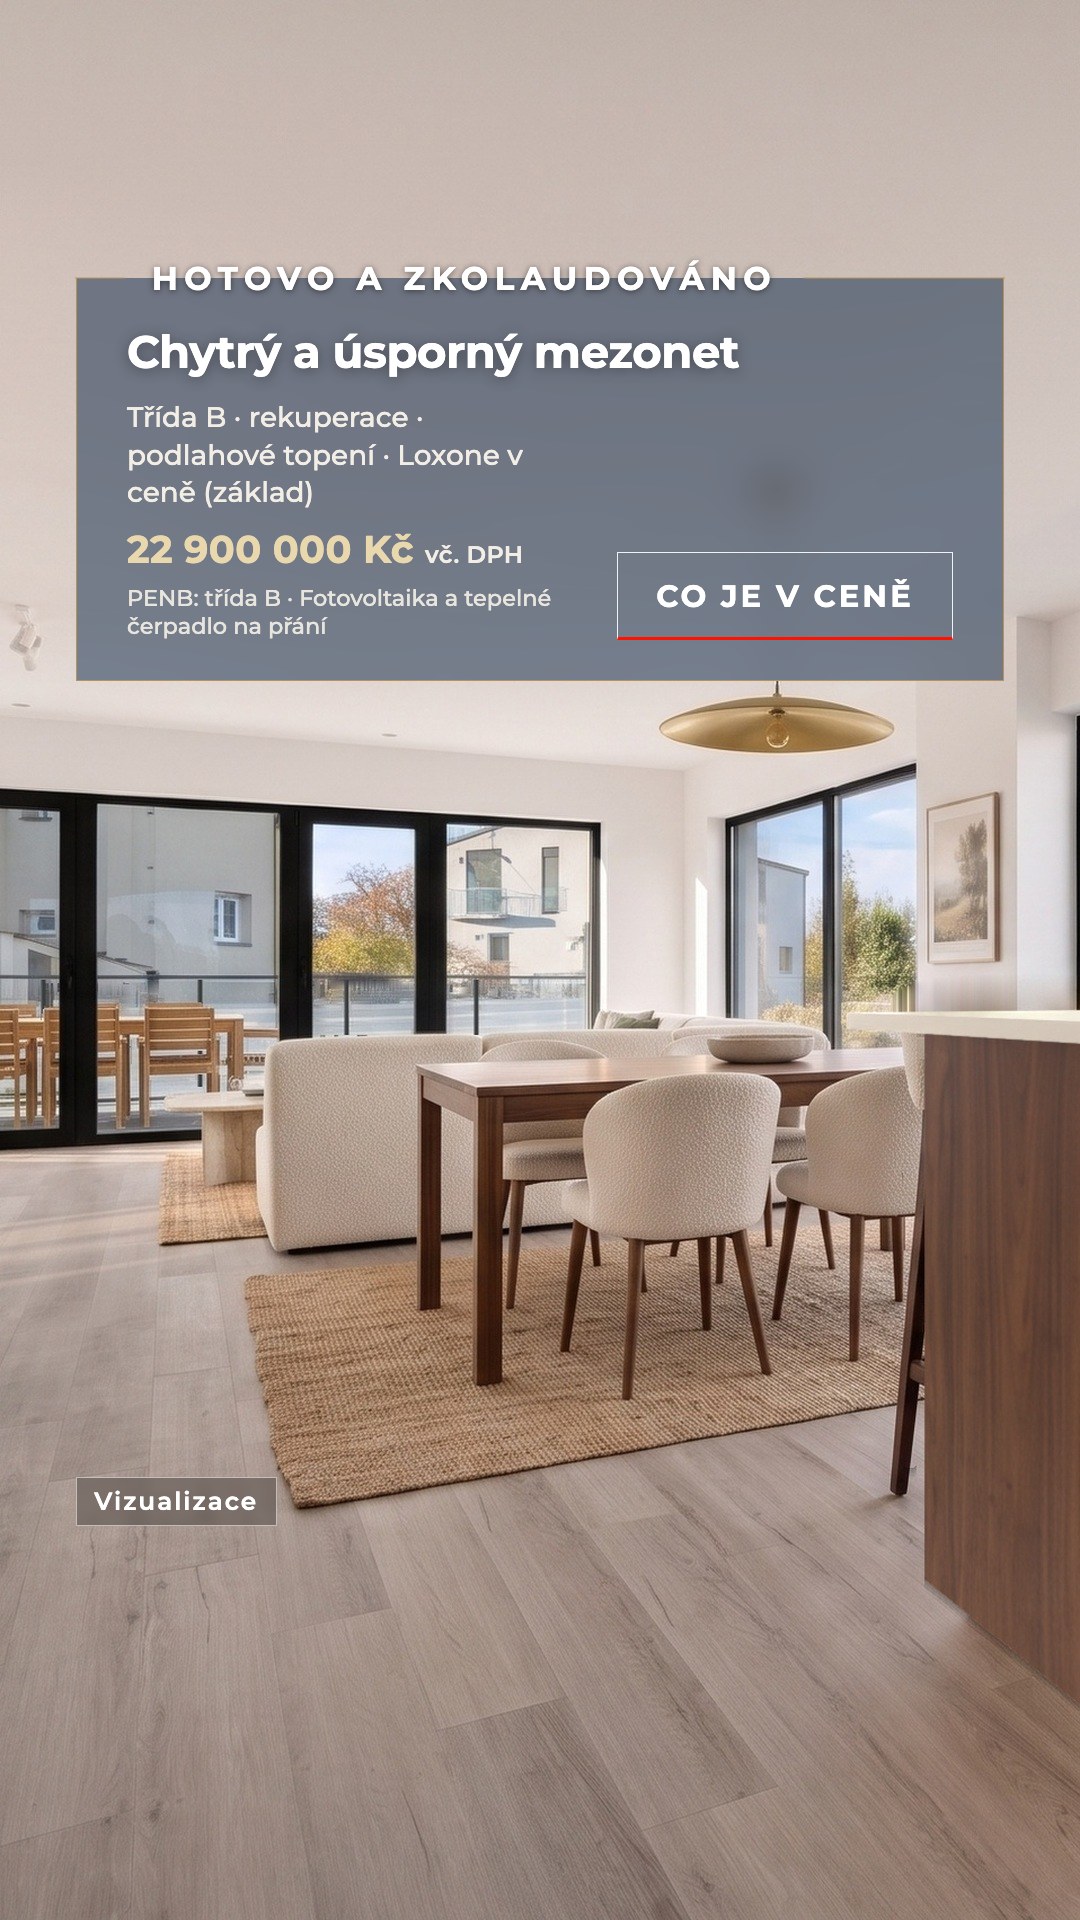 HOTOVO A ZKOLAUDOVÁNO
Chytrý a úsporný mezonet
Třída B · rekuperace ·
podlahové topení · Loxone v
ceně (základ)
22 900 000 Kč vč. DPH
PENB: třída B · Fotovoltaika a tepelné
čerpadlo na přání
CO JE V CENĚ
Vizualizace